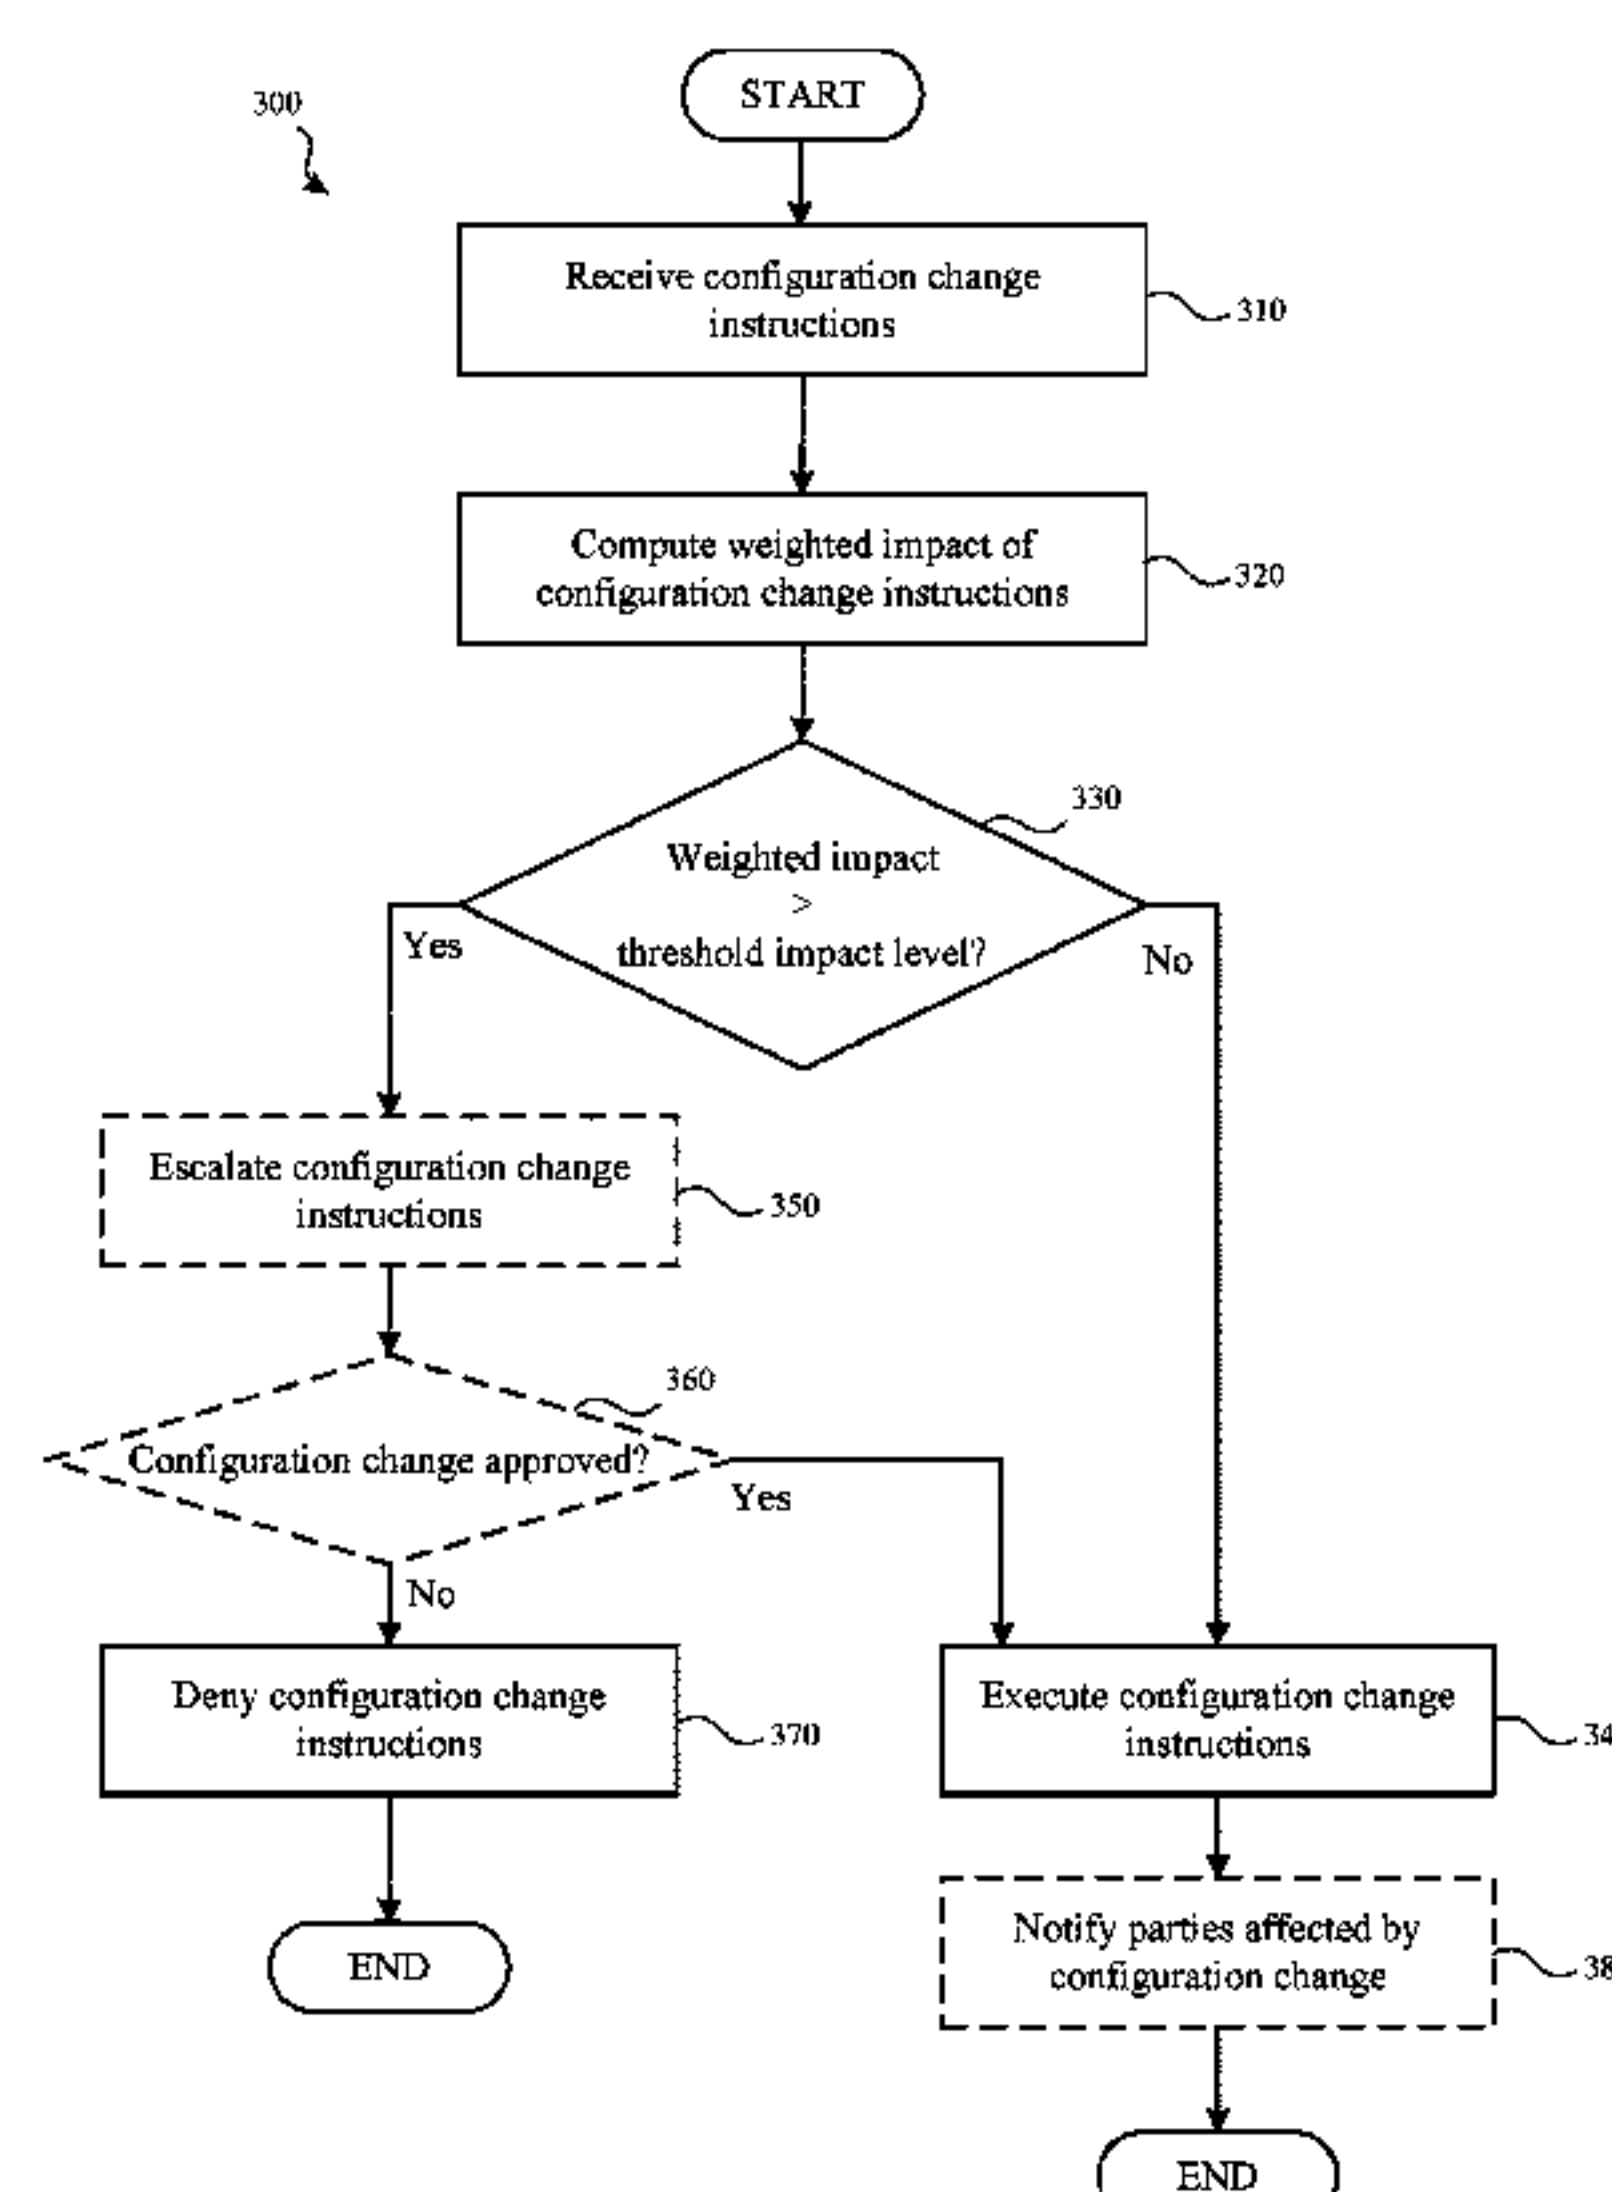 START
300
Receive configuration change
instructions
310
Compute weighted impact of
configuration change instructions
320
330
Weighted impact
>
threshold impact level?
Yes
No
Escalate configuration change
instructions
350
360
Configuration change approved?
Yes
No
Deny configuration change
instructions
370
Execute configuration change
instructions
34
Notify parties affected by
configuration change
38
END
END